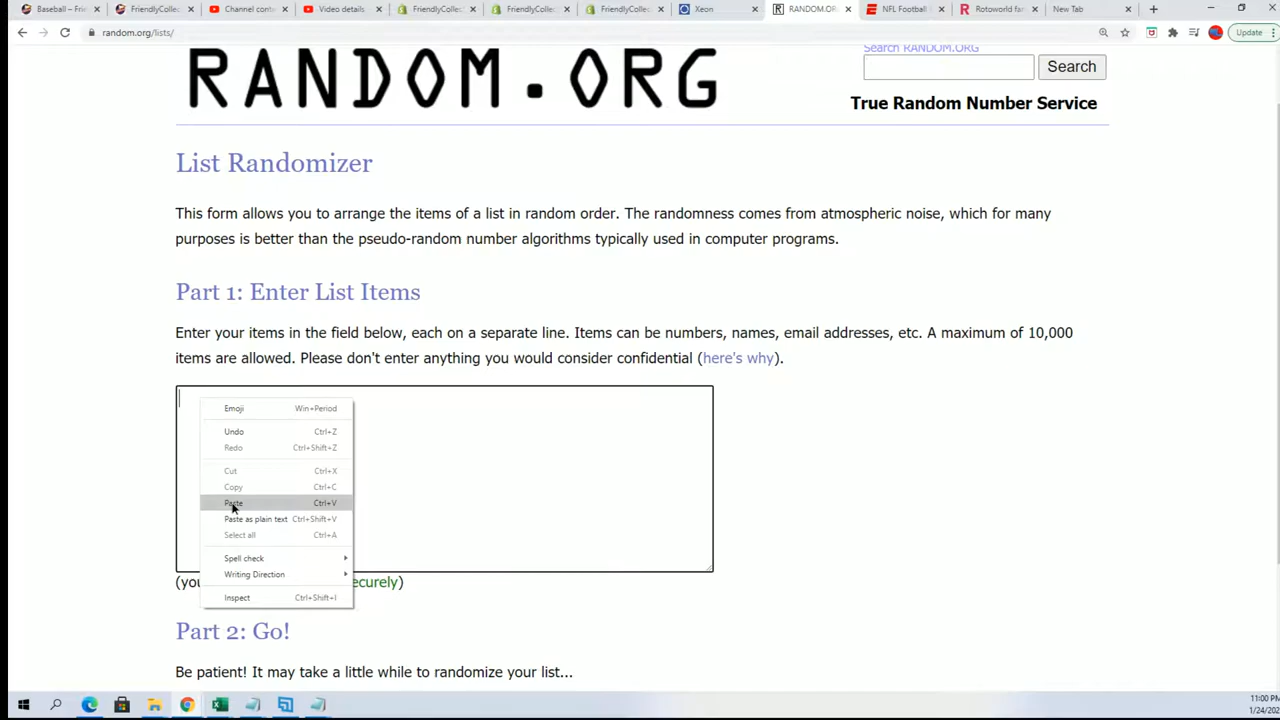 Baseball – Frie
FriendlyCollec
Channel conte
Video details
FriendlyCollect
FriendlyCollec
FriendlyCollec
Xeon
RANDOM.OR
NFL Football
Rotoworld fan
New Tab
random.org/lists/
Update
RANDOM.ORG
Search RANDOM.ORG
Search
True Random Number Service
List Randomizer
This form allows you to arrange the items of a list in random order. The randomness comes from atmospheric noise, which for many
purposes is better than the pseudo-random number algorithms typically used in computer programs.
Part 1: Enter List Items
Enter your items in the field below, each on a separate line. Items can be numbers, names, email addresses, etc. A maximum of 10,000
items are allowed. Please don't enter anything you would consider confidential (here's why).
Emoji Win+Period
Undo Ctrl+Z
Redo Ctrl+Shift+Z
Cut Ctrl+X
Copy Ctrl+C
Paste Ctrl+V
Paste as plain text Ctrl+Shift+V
Select all Ctrl+A
Spell check
Writing Direction
Inspect Ctrl+Shift+I
(you ecurely)
Part 2: Go!
Be patient! It may take a little while to randomize your list...
11:00 PM
1/24/202